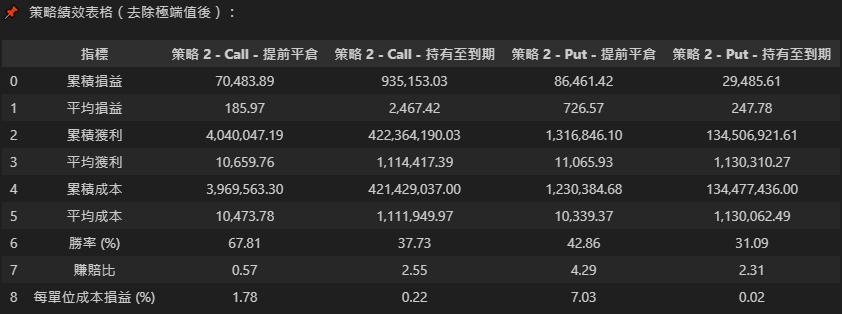 📌 策略績效表格（去除極端值後）：
指標 策略 2 - Call - 提前平倉 策略 2 - Call - 持有至到期 策略 2 - Put - 提前平倉 策略 2 - Put - 持有至到期
0 累積損益 70,483.89 935,153.03 86,461.42 29,485.61
1 平均損益 185.97 2,467.42 726.57 247.78
2 累積獲利 4,040,047.19 422,364,190.03 1,316,846.10 134,506,921.61
3 平均獲利 10,659.76 1,114,417.39 11,065.93 1,130,310.27
4 累積成本 3,969,563.30 421,429,037.00 1,230,384.68 134,477,436.00
5 平均成本 10,473.78 1,111,949.97 10,339.37 1,130,062.49
6 勝率 (%) 67.81 37.73 42.86 31.09
7 賺賠比 0.57 2.55 4.29 2.31
8 每單位成本損益 (%) 1.78 0.22 7.03 0.02